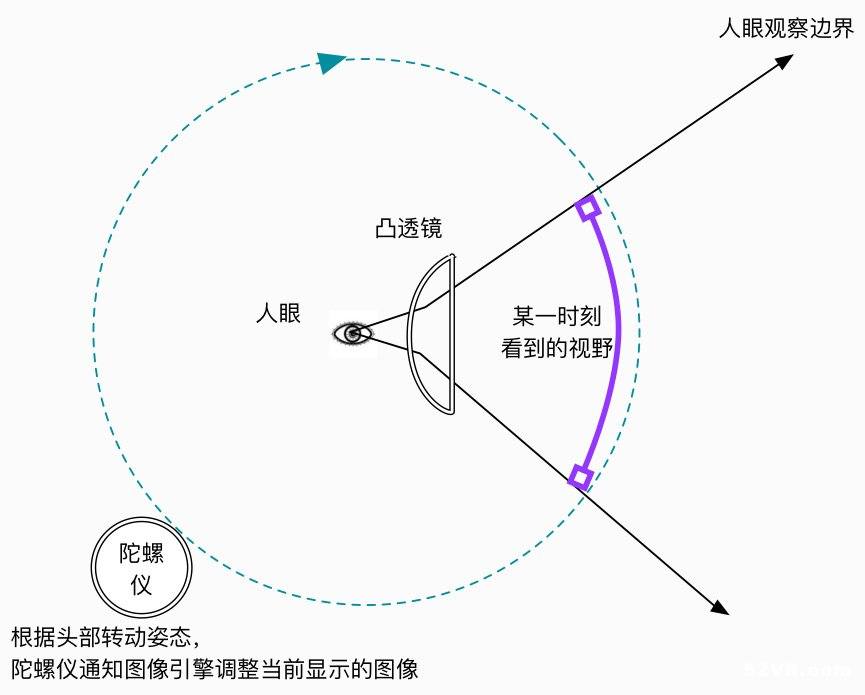 人眼观察边界
凸透镜
人眼
某一时刻
看到的视野
陀螺
仪
根据头部转动姿态，
陀螺仪通知图像引擎调整当前显示的图像
52VR.com